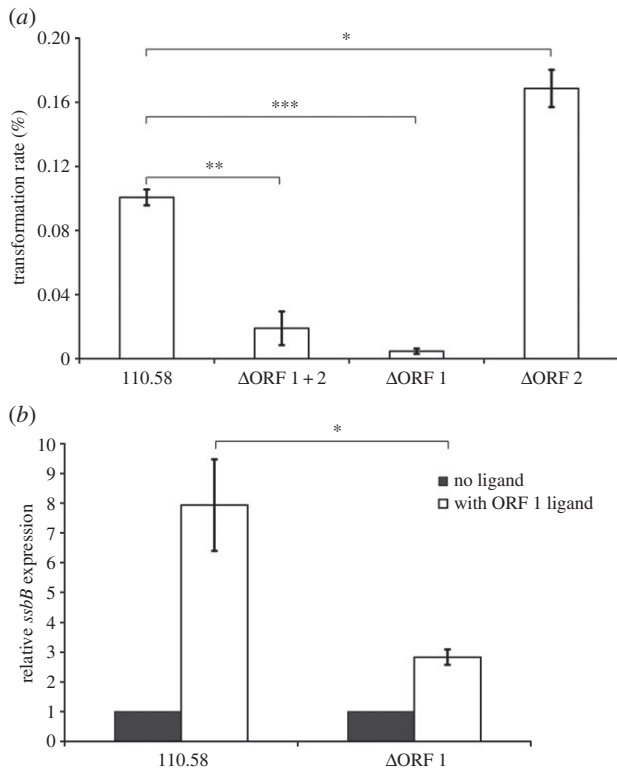 (a)
0.20
0.16
0.12
0.08
0.04
0
transformation rate (%)
*
***
**
110.58 ΔORF 1 + 2 ΔORF 1 ΔORF 2
(b)
10
9
8
7
6
5
4
3
2
1
0
relative ssbB expression
*
no ligand
with ORF 1 ligand
110.58 ΔORF 1